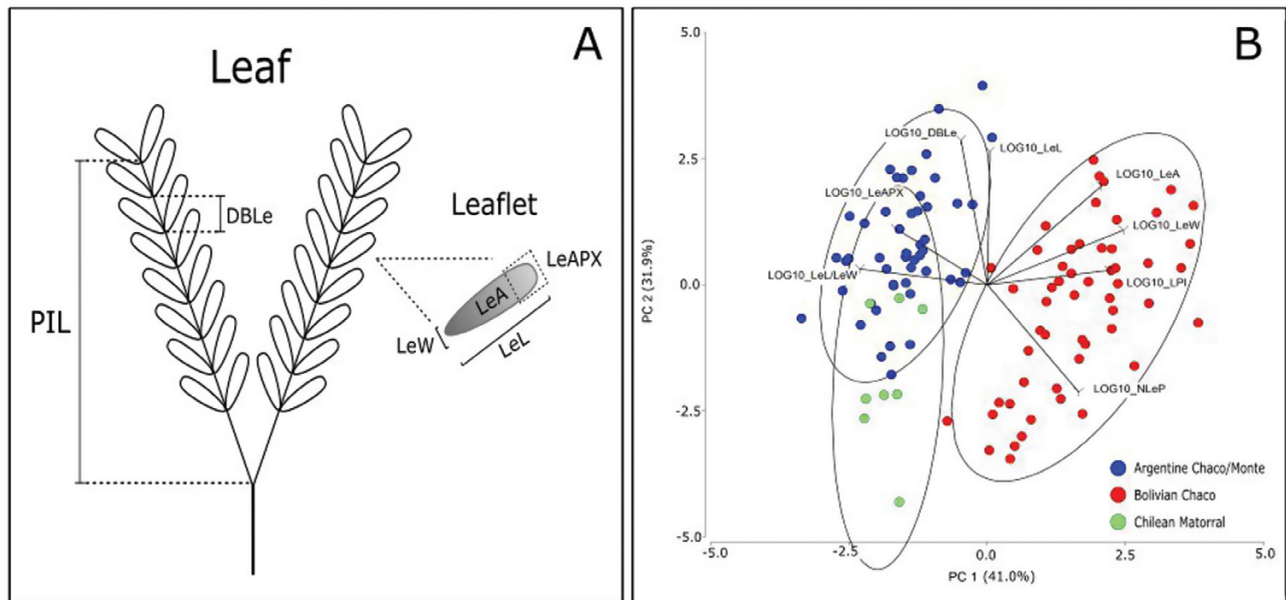 A
Leaf
PIL
DBLe
Leaflet
LeAPX
LeA
LeW
LeL
B
5.0
2.5
0.0
-2.5
-5.0
PC 2 (31.9%)
LOG10_DBLe
LOG10_LeL
LOG10_LeAPX
LOG10_LeA
LOG10_LeW
LOG10_LeL/LeW
LOG10_LPI
LOG10_NLeP
Argentine Chaco/Monte
Bolivian Chaco
Chilean Matorral
-5.0
-2.5
0.0
2.5
5.0
PC 1 (41.0%)